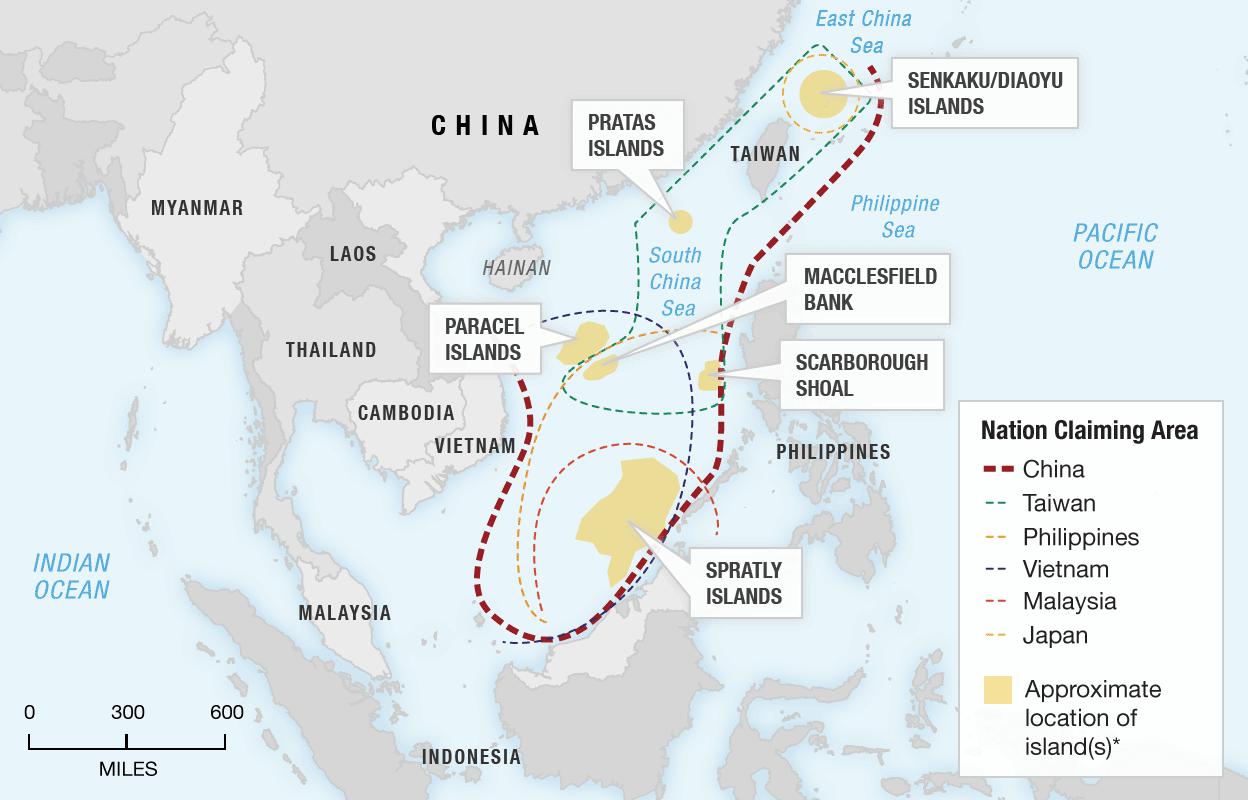 East China
Sea
SENKAKU/DIAOYU
ISLANDS
CHINA
PRATAS
ISLANDS
TAIWAN
MYANMAR
Philippine
Sea
PACIFIC
OCEAN
LAOS
HAINAN
South
China
Sea
MACCLESFIELD
BANK
PARACEL
ISLANDS
THAILAND
SCARBOROUGH
SHOAL
CAMBODIA
VIETNAM
PHILIPPINES
INDIAN
OCEAN
SPRATLY
ISLANDS
MALAYSIA
INDONESIA
0 300 600
MILES
Nation Claiming Area
China
Taiwan
Philippines
Vietnam
Malaysia
Japan
Approximate
location of
island(s)*